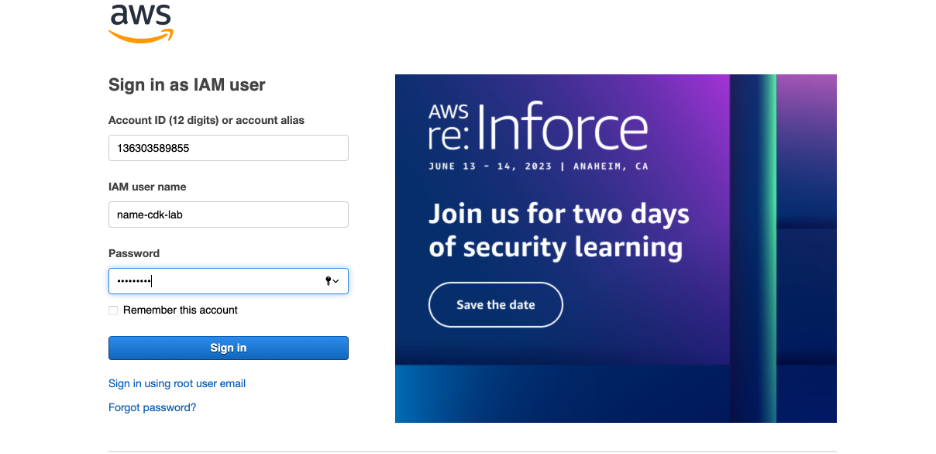 aws
Sign in as IAM user
Account ID (12 digits) or account alias
136303589855
IAM user name
name-cdk-lab
Password
•••••••••
Remember this account
Sign in
Sign in using root user email
Forgot password?
AWS
re:Inforce
JUNE 13 - 14, 2023 | ANAHEIM, CA
Join us for two days
of security learning
Save the date